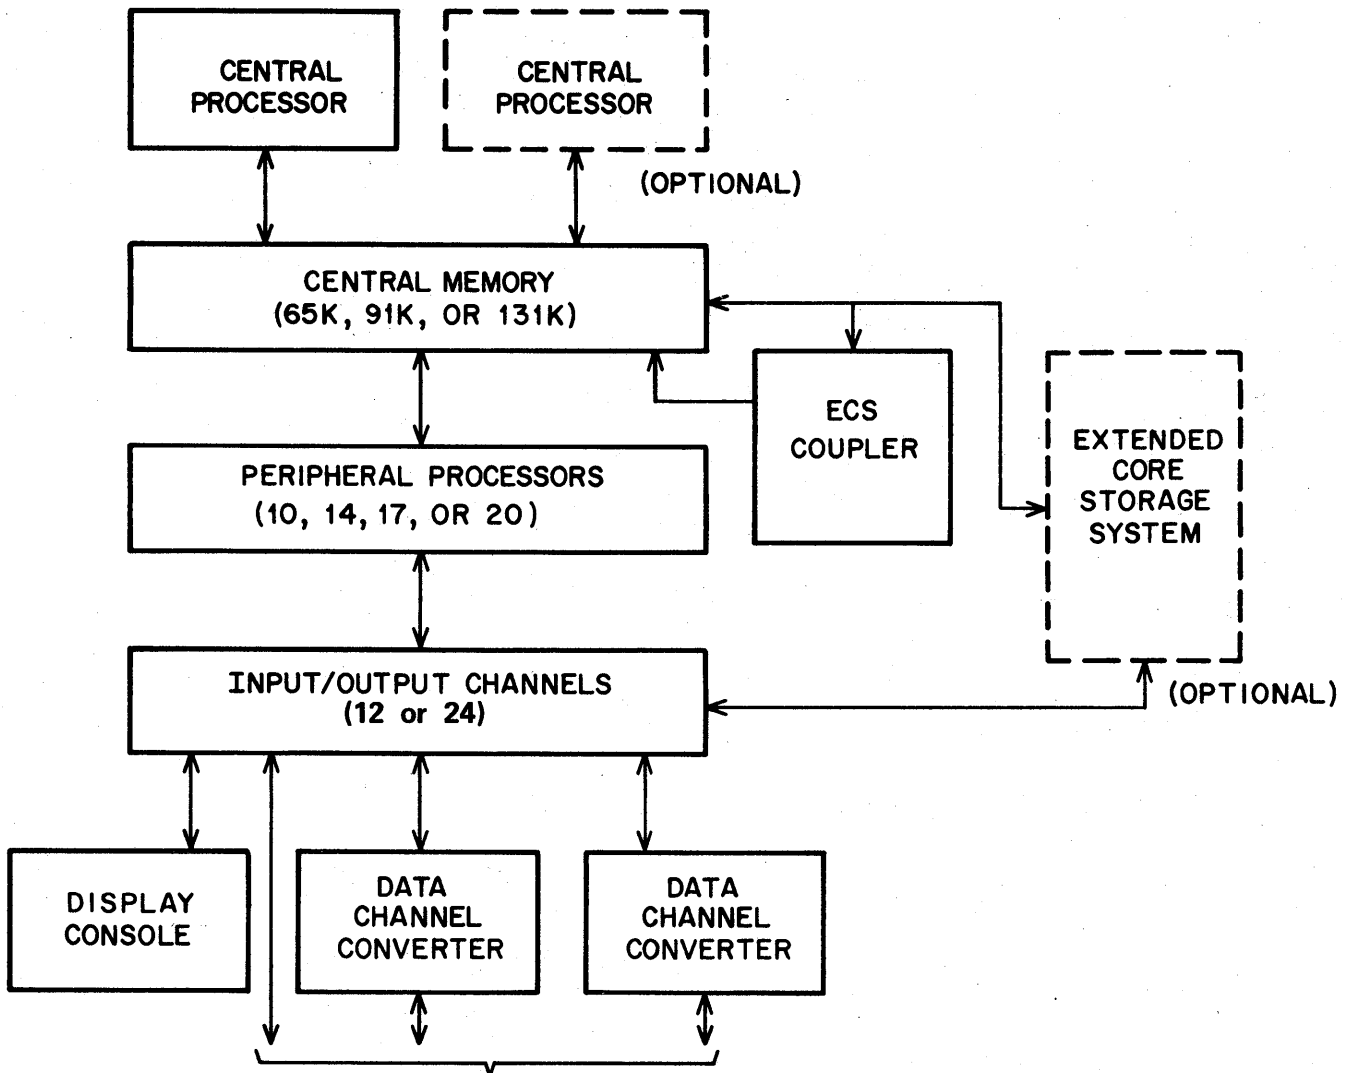 CENTRAL
PROCESSOR
CENTRAL
PROCESSOR
(OPTIONAL)
CENTRAL MEMORY
(65K, 91K, OR 131K)
ECS
COUPLER
EXTENDED
CORE
STORAGE
SYSTEM
(OPTIONAL)
PERIPHERAL PROCESSORS
(10, 14, 17, OR 20)
INPUT/OUTPUT CHANNELS
(12 or 24)
DISPLAY
CONSOLE
DATA
CHANNEL
CONVERTER
DATA
CHANNEL
CONVERTER